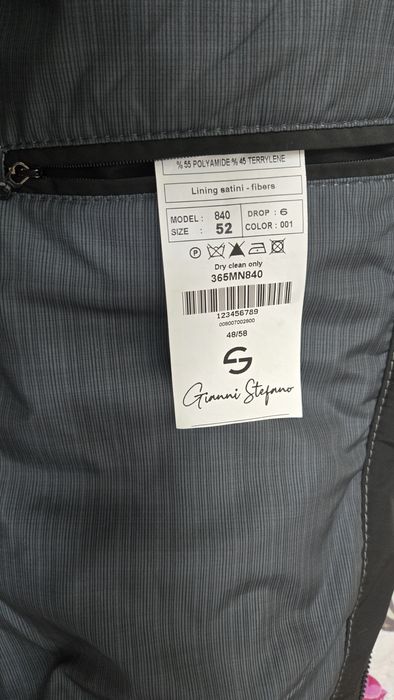 % 55 POLYAMIDE % 45 TERRYLENE
Lining satini - fibers
MODEL : 840 DROP : 6
SIZE : 52 COLOR : 001
P
Dry clean only
365MN840
123456789
008007002800
48/58
Gianni Stefano